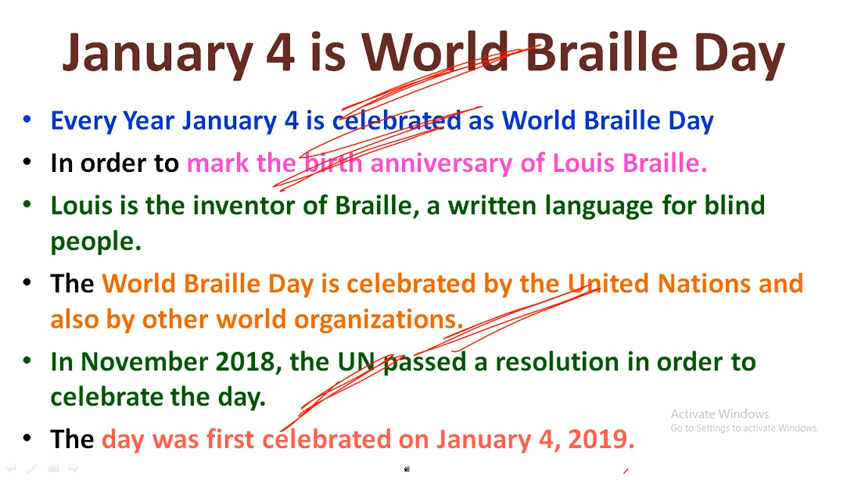 January 4 is World Braille Day
• Every Year January 4 is celebrated as World Braille Day
• In order to mark the birth anniversary of Louis Braille.
• Louis is the inventor of Braille, a written language for blind
people.
• The World Braille Day is celebrated by the United Nations and
also by other world organizations.
• In November 2018, the UN passed a resolution in order to
celebrate the day.
• The day was first celebrated on January 4, 2019.
Activate Windows
Go to Settings to activate Windows.